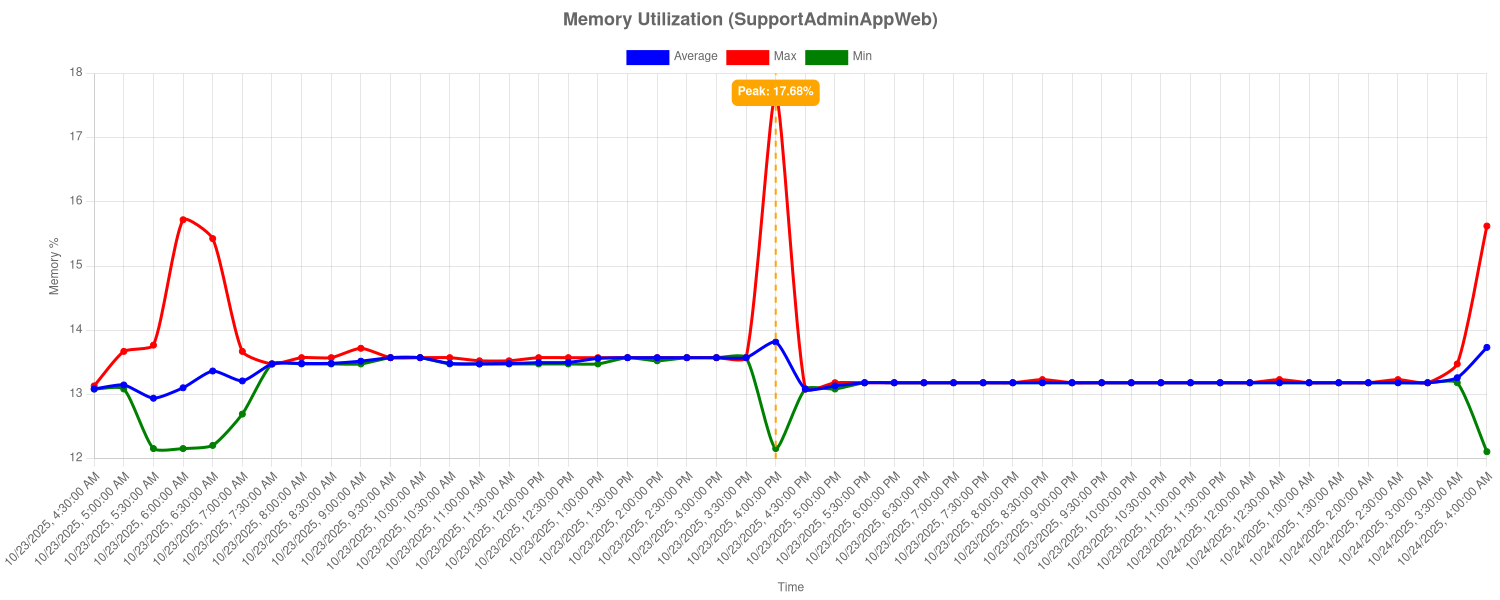 Memory Utilization (SupportAdminAppWeb)
Average Max Min
18
Peak: 17.68%
17
16
15
14
13
12
Memory %
10/23/2025, 4:30:00 AM
10/23/2025, 5:00:00 AM
10/23/2025, 5:30:00 AM
10/23/2025, 6:00:00 AM
10/23/2025, 6:30:00 AM
10/23/2025, 7:00:00 AM
10/23/2025, 7:30:00 AM
10/23/2025, 8:00:00 AM
10/23/2025, 8:30:00 AM
10/23/2025, 9:00:00 AM
10/23/2025, 9:30:00 AM
10/23/2025, 10:00:00 AM
10/23/2025, 10:30:00 AM
10/23/2025, 11:00:00 AM
10/23/2025, 11:30:00 AM
10/23/2025, 12:00:00 PM
10/23/2025, 12:30:00 PM
10/23/2025, 1:00:00 PM
10/23/2025, 1:30:00 PM
10/23/2025, 2:00:00 PM
10/23/2025, 2:30:00 PM
10/23/2025, 3:00:00 PM
10/23/2025, 3:30:00 PM
10/23/2025, 4:00:00 PM
10/23/2025, 4:30:00 PM
10/23/2025, 5:00:00 PM
10/23/2025, 5:30:00 PM
10/23/2025, 6:00:00 PM
10/23/2025, 6:30:00 PM
10/23/2025, 7:00:00 PM
10/23/2025, 7:30:00 PM
10/23/2025, 8:00:00 PM
10/23/2025, 8:30:00 PM
10/23/2025, 9:00:00 PM
10/23/2025, 9:30:00 PM
10/23/2025, 10:00:00 PM
10/23/2025, 10:30:00 PM
10/23/2025, 11:00:00 PM
10/23/2025, 11:30:00 PM
10/24/2025, 12:00:00 AM
10/24/2025, 12:30:00 AM
10/24/2025, 1:00:00 AM
10/24/2025, 1:30:00 AM
10/24/2025, 2:00:00 AM
10/24/2025, 2:30:00 AM
10/24/2025, 3:00:00 AM
10/24/2025, 3:30:00 AM
10/24/2025, 4:00:00 AM
Time